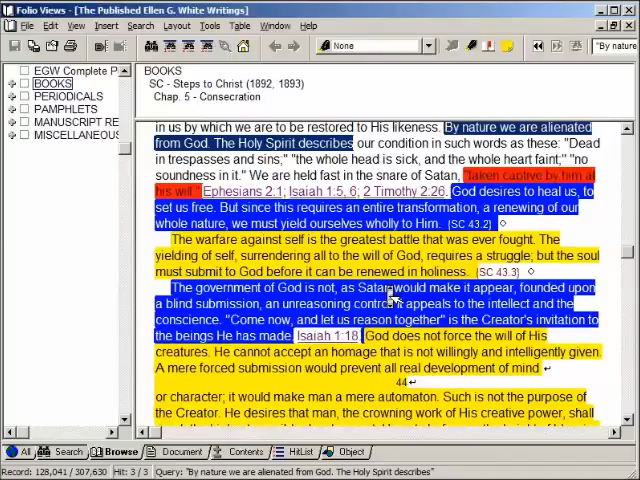 Folio Views - [The Published Ellen G. White Writings]
File Edit View Insert Search Layout Tools Window Help
None
"By nature
EGW Complete P
BOOKS
PERIODICALS
PAMPHLETS
MANUSCRIPT RE
MISCELLANEOUS
BOOKS
SC - Steps to Christ (1892, 1893)
Chap. 5 - Consecration
in us by which we are to be restored to His likeness. By nature we are alienated
from God. The Holy Spirit describes our condition in such words as these: "Dead
in trespasses and sins;" "the whole head is sick, and the whole heart faint;" "no
soundness in it." We are held fast in the snare of Satan, "taken captive by him at
his will." Ephesians 2:1; Isaiah 1:5, 6; 2 Timothy 2:26. God desires to heal us, to
set us free. But since this requires an entire transformation, a renewing of our
whole nature, we must yield ourselves wholly to Him. [SC 43.2]
The warfare against self is the greatest battle that was ever fought. The
yielding of self, surrendering all to the will of God, requires a struggle; but the soul
must submit to God before it can be renewed in holiness. [SC 43.3]
The government of God is not, as Satan would make it appear, founded upon
a blind submission, an unreasoning control. It appeals to the intellect and the
conscience. "Come now, and let us reason together" is the Creator's invitation to
the beings He has made. Isaiah 1:18. God does not force the will of His
creatures. He cannot accept an homage that is not willingly and intelligently given.
A mere forced submission would prevent all real development of mind
44
or character; it would make man a mere automaton. Such is not the purpose of
the Creator. He desires that man, the crowning work of His creative power, shall
All Search Browse Document Contents HitList Object
Record: 128,041 / 307,630 Hit: 3 / 3 Query: "By nature we are alienated from God. The Holy Spirit describes"